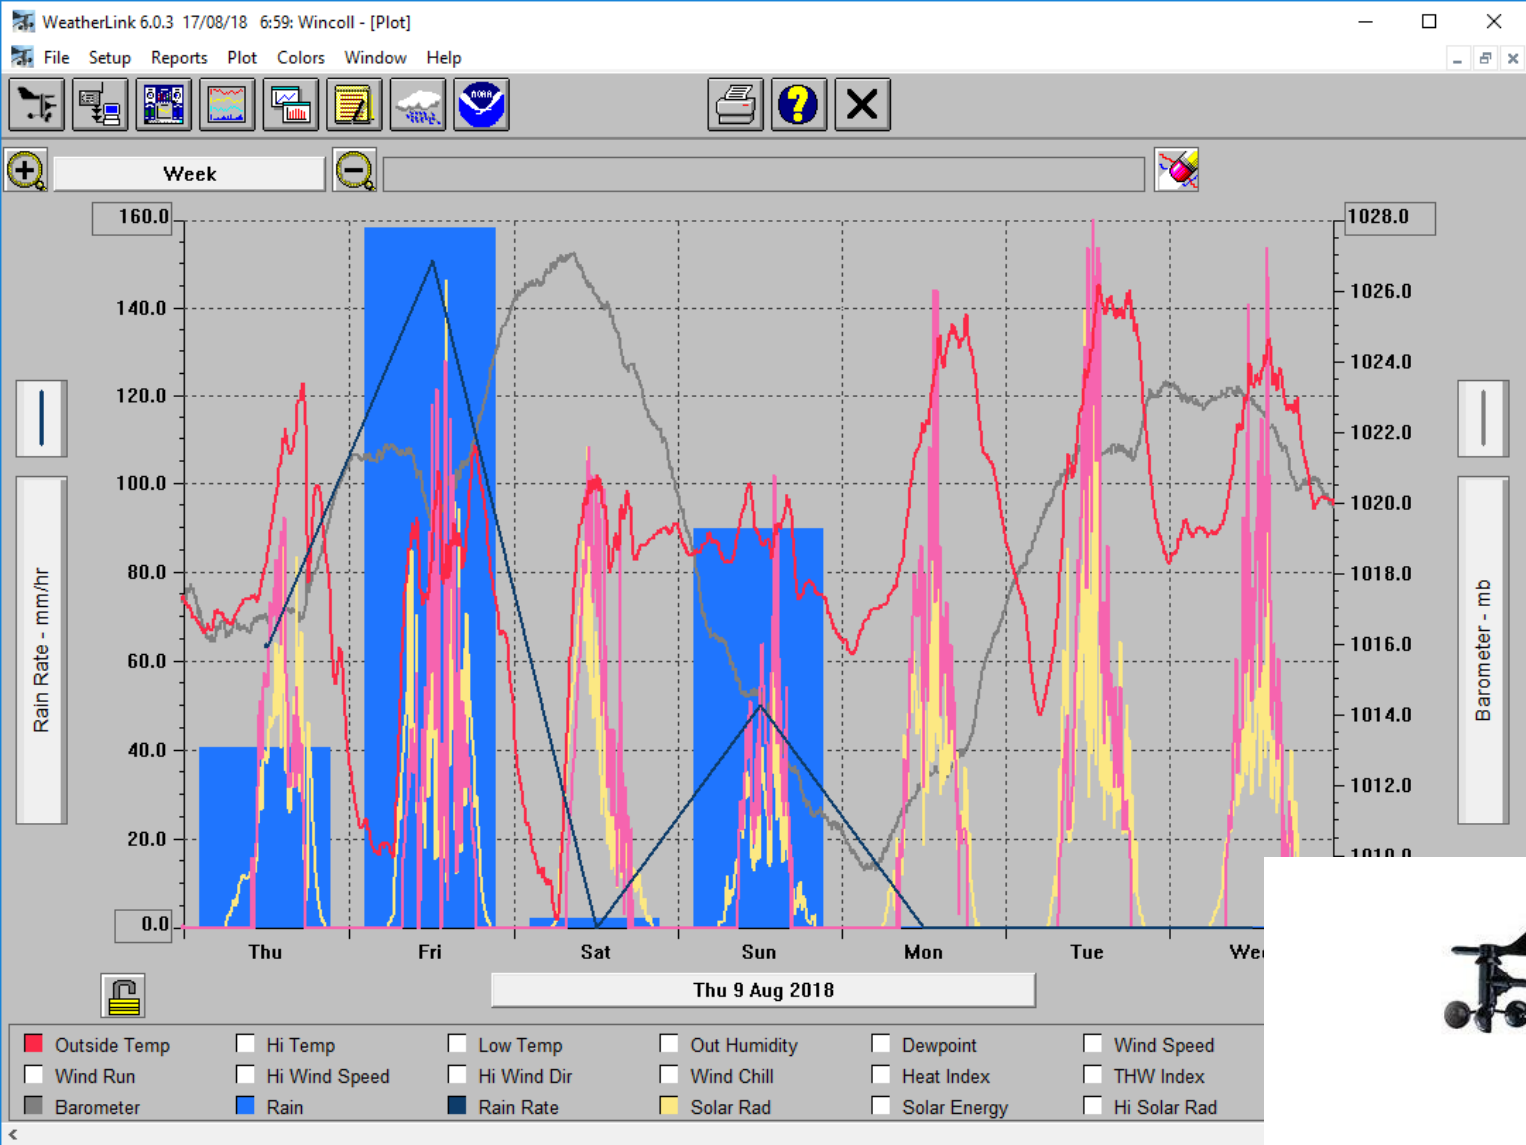 WeatherLink 6.0.3  17/08/18   6:59: Wincoll - [Plot]
File Setup Reports Plot Colors Window Help
NOAA
Week
160.0
140.0
120.0
100.0
80.0
60.0
40.0
20.0
0.0
Rain Rate - mm/hr
1028.0
1026.0
1024.0
1022.0
1020.0
1018.0
1016.0
1014.0
1012.0
1010.0
Barometer - mb
Thu Fri Sat Sun Mon Tue
Thu 9 Aug 2018
Outside Temp Hi Temp Low Temp Out Humidity Dewpoint Wind Speed
Wind Run Hi Wind Speed Hi Wind Dir Wind Chill Heat Index THW Index
Barometer Rain Rain Rate Solar Rad Solar Energy Hi Solar Rad